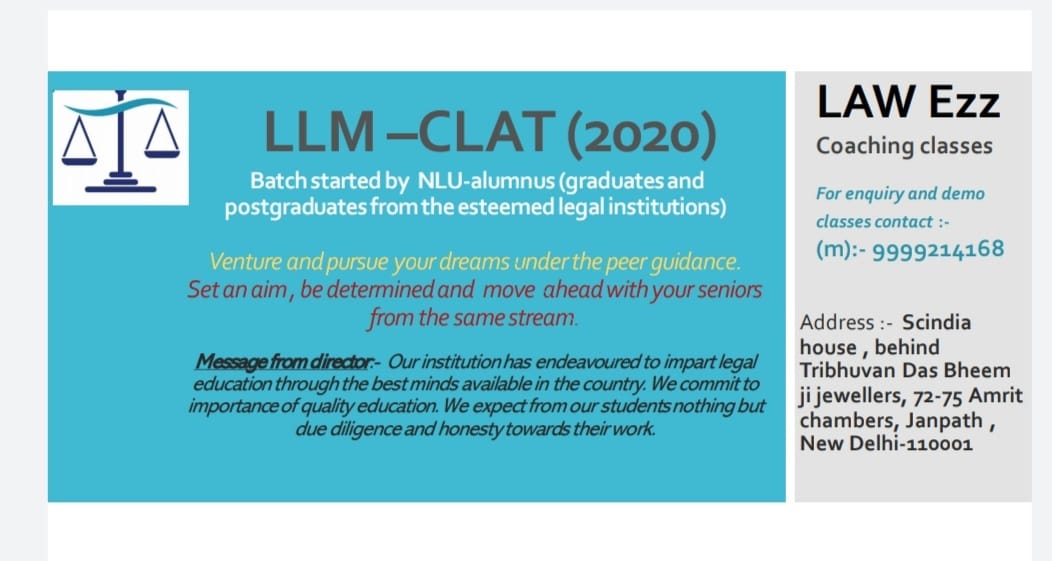 LLM –CLAT (2020)
Batch started by NLU-alumnus (graduates and
postgraduates from the esteemed legal institutions)
Venture and pursue your dreams under the peer guidance.
Set an aim , be determined and move ahead with your seniors
from the same stream.
Message from director:- Our institution has endeavoured to impart legal
education through the best minds available in the country. We commit to
importance of quality education. We expect from our students nothing but
due diligence and honesty towards their work.
LAW Ezz
Coaching classes
For enquiry and demo
classes contact :-
(m):- 9999214168
Address :- Scindia
house , behind
Tribhuvan Das Bheem
ji jewellers, 72-75 Amrit
chambers, Janpath ,
New Delhi-110001